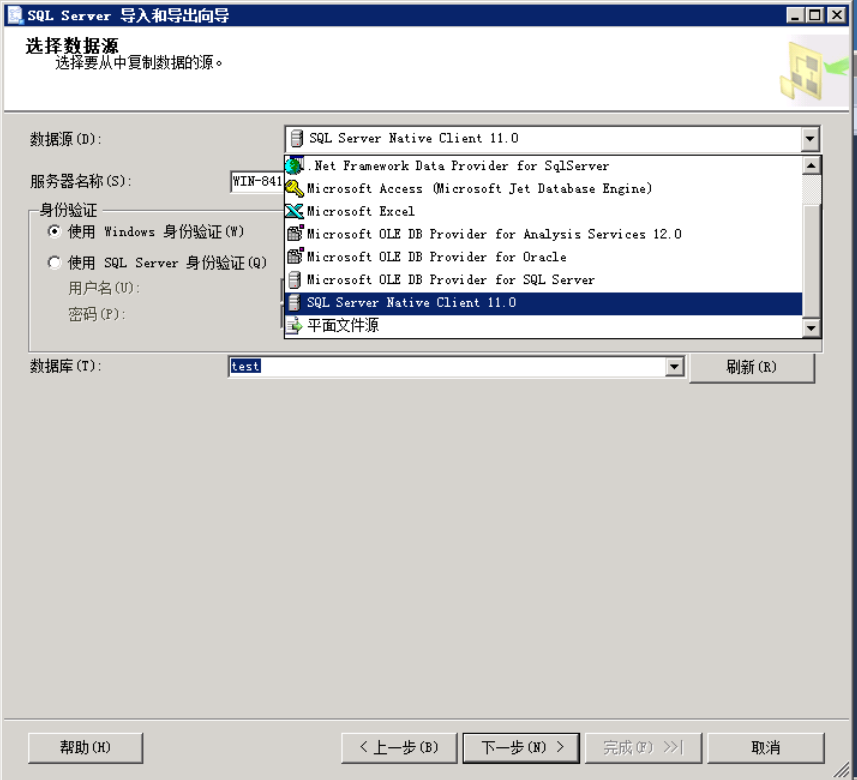 SQL Server 导入和导出向导
选择数据源
选择要从中复制数据的源。
数据源(D):
SQL Server Native Client 11.0
.Net Framework Data Provider for SqlServer
服务器名称(S):
WIN-841
Microsoft Access (Microsoft Jet Database Engine)
身份验证
Microsoft Excel
使用 Windows 身份验证(W)
Microsoft OLE DB Provider for Analysis Services 12.0
使用 SQL Server 身份验证(Q)
Microsoft OLE DB Provider for Oracle
用户名(U):
Microsoft OLE DB Provider for SQL Server
SQL Server Native Client 11.0
密码(P):
平面文件源
数据库(T):
test
刷新(R)
帮助(H)
< 上一步(B)
下一步(N) >
完成(F) >>|
取消